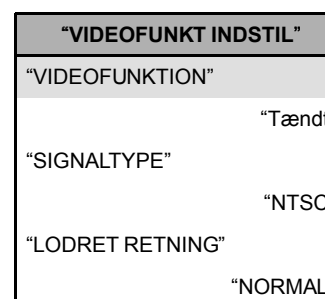 “VIDEOFUNKT INDSTIL”
“VIDEOFUNKTION”
“Tændt
“SIGNALTYPE”
“NTSC
“LODRET RETNING”
“NORMAL